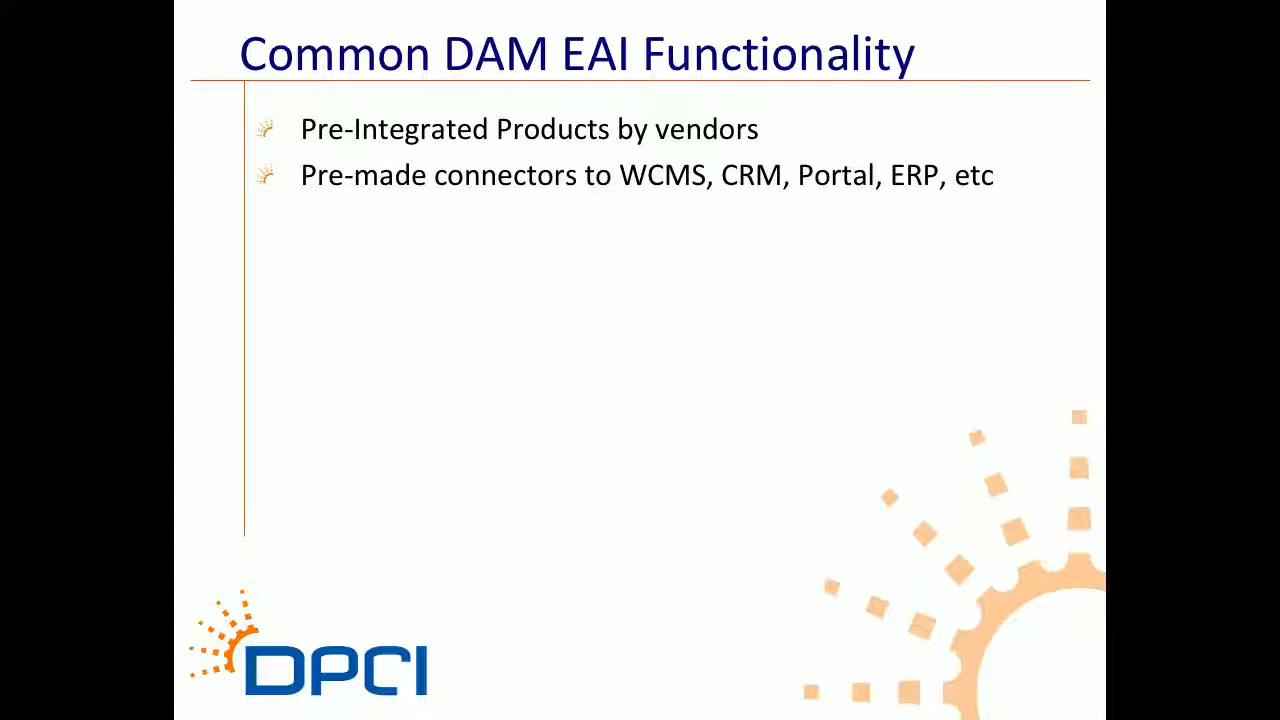 Common DAM EAI Functionality
Pre-Integrated Products by vendors
Pre-made connectors to WCMS, CRM, Portal, ERP, etc
DPCI